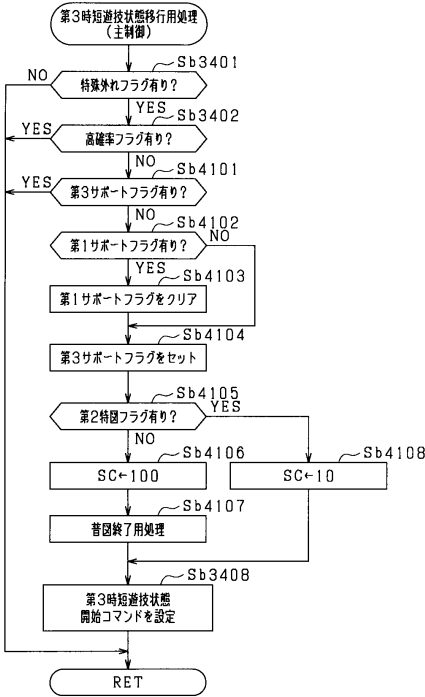 第3時短遊技状態移行用処理
(主制御)
Sb3401
NO
特殊外れフラグ有り?
YES
Sb3402
YES
高確率フラグ有り?
NO
Sb4101
YES
第3サポートフラグ有り?
NO
Sb4102
第1サポートフラグ有り?
NO
YES
Sb4103
第1サポートフラグをクリア
Sb4104
第3サポートフラグをセット
Sb4105
第2特図フラグ有り?
YES
NO
Sb4106
SC←100
Sb4108
SC←10
Sb4107
普図終了用処理
Sb3408
第3時短遊技状態
開始コマンドを設定
RET